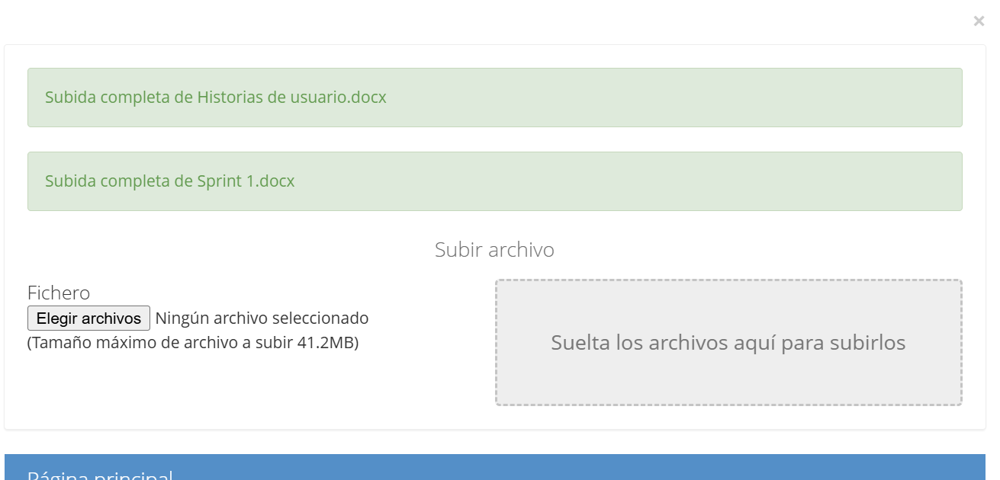 ×
Subida completa de Historias de usuario.docx
Subida completa de Sprint 1.docx
Subir archivo
Fichero
Elegir archivos Ningún archivo seleccionado
(Tamaño máximo de archivo a subir 41.2MB)
Suelta los archivos aquí para subirlos
Página principal